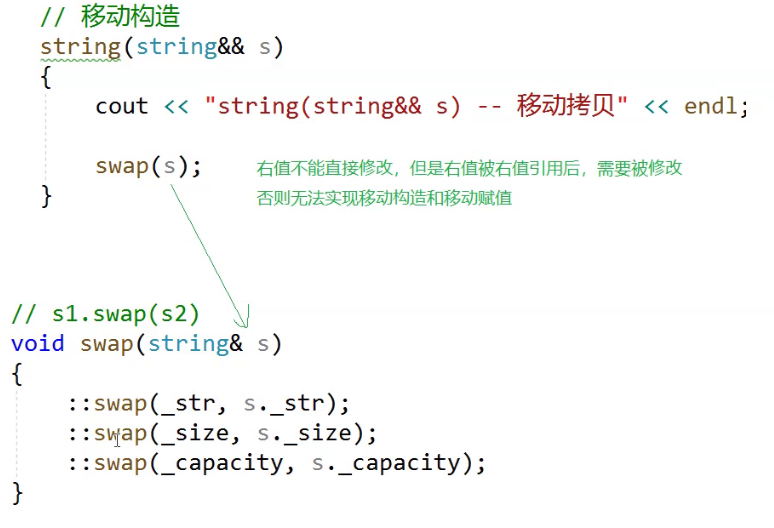 // 移动构造
string(string&& s)
{
cout << "string(string&& s) -- 移动拷贝" << endl;
swap(s); 右值不能直接修改，但是右值被右值引用后，需要被修改
} 否则无法实现移动构造和移动赋值
// s1.swap(s2)
void swap(string& s)
{
::swap(_str, s._str);
::swap(_size, s._size);
::swap(_capacity, s._capacity);
}